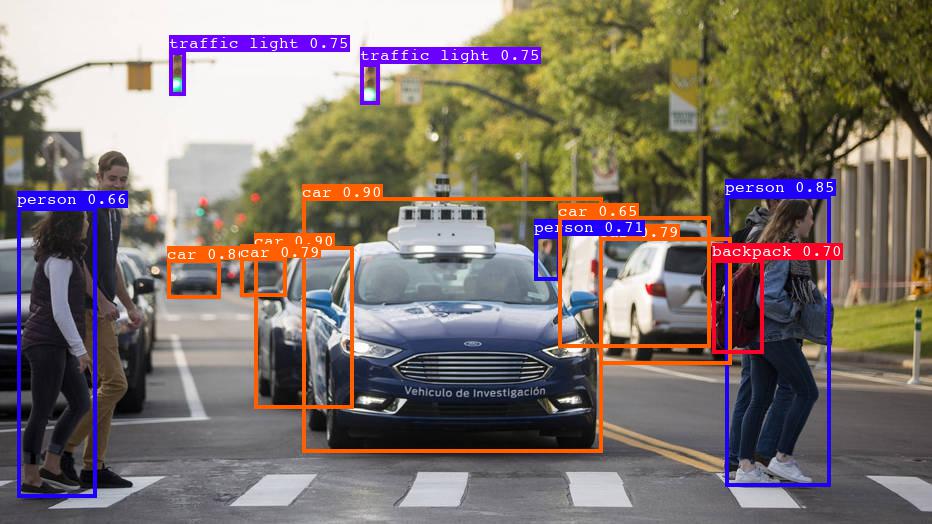 traffic light 0.75
traffic light 0.75
person 0.66
car 0.90
person 0.85
car 0.65
person 0.71
.79
car 0.8
car 0.90
car 0.79
backpack 0.70
Vehículo de Investigación